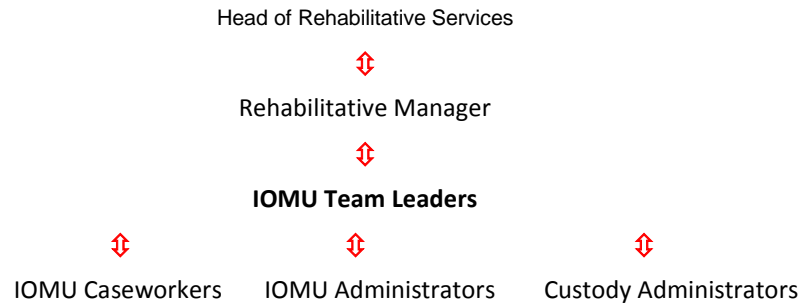 Head of Rehabilitative Services
Rehabilitative Manager
IOMU Team Leaders
IOMU Caseworkers IOMU Administrators Custody Administrators